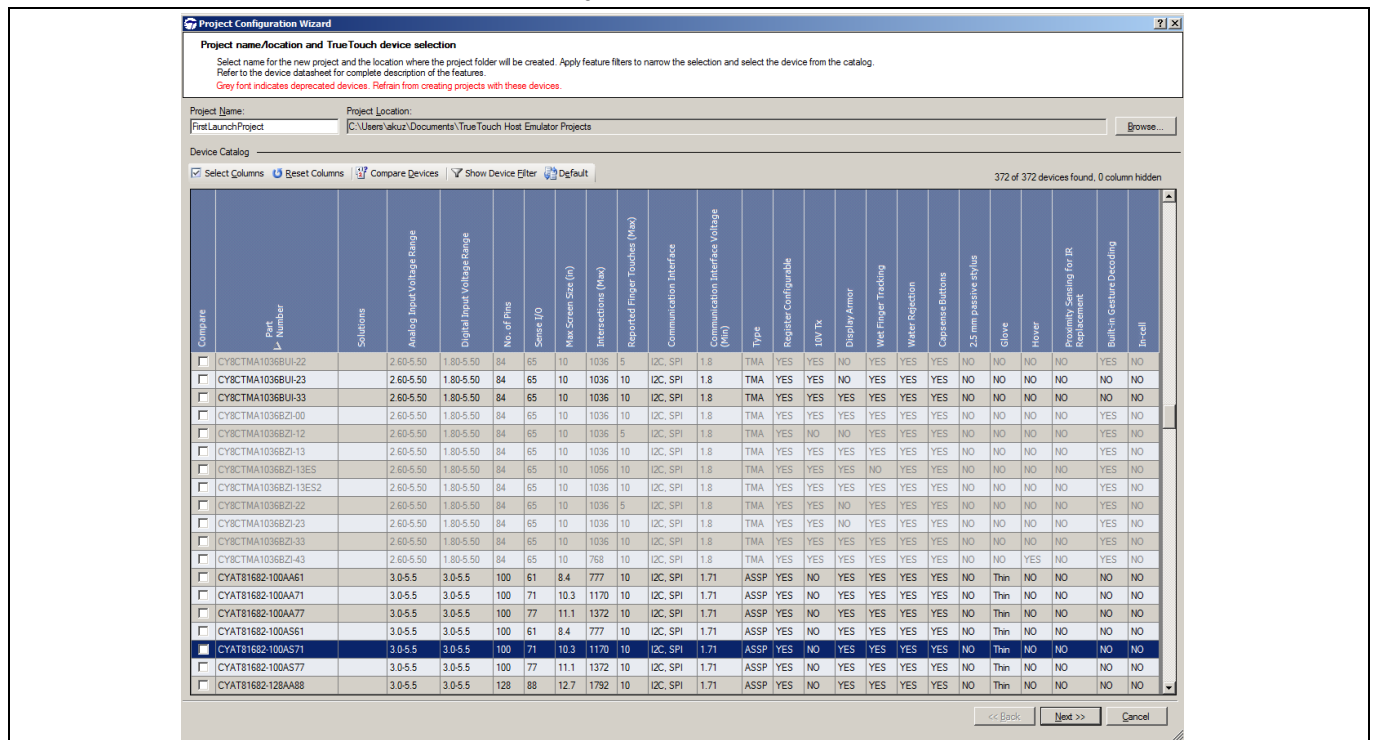 Project Configuration Wizard
Project name/location and TrueTouch device selection
Select name for the new project and the location where the project folder will be created. Apply feature filters to narrow the selection and select the device from the catalog.
Refer to the device datasheet for complete description of the features.
Grey font indicates deprecated devices. Refrain from creating projects with these devices.
Project Name:
Project Location:
FirstLaunchProject
C:\Users\akuz\Documents\TrueTouch Host Emulator Projects
Browse...
Device Catalog
Select Columns Reset Columns Compare Devices Show Device Filter Default
372 of 372 devices found, 0 column hidden
Compare
Part Number
Solutions
Analog Input Voltage Range
Digital Input Voltage Range
No. of Pins
Sense I/O
Max Screen Size (in)
Intersections (Max)
Reported Finger Touches (Max)
Communication Interface
Communication Interface Voltage (Min)
Type
Register Configurable
10V Tx
Display Armor
Wet Finger Tracking
Water Rejection
Capsense Buttons
2,5 mm passive stylus
Glove
Hover
Proximity Sensing for IR Replacement
Built-in Gesture Decoding
In-cell
CY8CTMA1036BUI-22 2.60-5.50 1.80-5.50 84 65 10 1036 5 I2C, SPI 1.8 TMA YES YES NO YES YES YES NO NO NO NO YES NO
CY8CTMA1036BUI-23 2.60-5.50 1.80-5.50 84 65 10 1036 10 I2C, SPI 1.8 TMA YES YES NO YES YES YES NO NO NO NO NO NO
CY8CTMA1036BUI-33 2.60-5.50 1.80-5.50 84 65 10 1036 10 I2C, SPI 1.8 TMA YES YES YES YES YES YES NO NO NO NO NO NO
CY8CTMA1036BZI-00 2.60-5.50 1.80-5.50 84 65 10 1036 10 I2C, SPI 1.8 TMA YES YES YES YES YES YES NO NO NO NO YES NO
CY8CTMA1036BZI-12 2.60-5.50 1.80-5.50 84 65 10 1036 5 I2C, SPI 1.8 TMA YES NO NO YES YES YES NO NO NO NO YES NO
CY8CTMA1036BZI-13 2.60-5.50 1.80-5.50 84 65 10 1036 10 I2C, SPI 1.8 TMA YES YES YES YES YES YES NO NO NO NO YES NO
CY8CTMA1036BZI-13ES 2.60-5.50 1.80-5.50 84 65 10 1056 10 I2C, SPI 1.8 TMA YES YES YES NO YES YES NO NO NO NO YES NO
CY8CTMA1036BZI-13ES2 2.60-5.50 1.80-5.50 84 65 10 1036 10 I2C, SPI 1.8 TMA YES YES YES YES YES YES NO NO NO NO YES NO
CY8CTMA1036BZI-22 2.60-5.50 1.80-5.50 84 65 10 1036 5 I2C, SPI 1.8 TMA YES YES NO YES YES YES NO NO NO NO YES NO
CY8CTMA1036BZI-23 2.60-5.50 1.80-5.50 84 65 10 1036 10 I2C, SPI 1.8 TMA YES YES NO YES YES YES NO NO NO NO YES NO
CY8CTMA1036BZI-33 2.60-5.50 1.80-5.50 84 65 10 1036 10 I2C, SPI 1.8 TMA YES YES YES YES YES YES NO NO NO NO YES NO
CY8CTMA1036BZI-43 2.60-5.50 1.80-5.50 84 65 10 768 10 I2C, SPI 1.8 TMA YES YES YES YES YES YES NO NO YES NO YES NO
CYAT81682-100AA61 3.0-5.5 3.0-5.5 100 61 8.4 777 10 I2C, SPI 1.71 ASSP YES NO YES YES YES YES NO Thin NO NO NO NO
CYAT81682-100AA71 3.0-5.5 3.0-5.5 100 71 10.3 1170 10 I2C, SPI 1.71 ASSP YES NO YES YES YES YES NO Thin NO NO NO NO
CYAT81682-100AA77 3.0-5.5 3.0-5.5 100 77 11.1 1372 10 I2C, SPI 1.71 ASSP YES NO YES YES YES YES NO Thin NO NO NO NO
CYAT81682-100AS61 3.0-5.5 3.0-5.5 100 61 8.4 777 10 I2C, SPI 1.71 ASSP YES NO YES YES YES YES NO Thin NO NO NO NO
CYAT81682-100AS71 3.0-5.5 3.0-5.5 100 71 10.3 1170 10 I2C, SPI 1.71 ASSP YES NO YES YES YES YES NO Thin NO NO NO NO
CYAT81682-100AS77 3.0-5.5 3.0-5.5 100 77 11.1 1372 10 I2C, SPI 1.71 ASSP YES NO YES YES YES YES NO Thin NO NO NO NO
CYAT81682-128AA88 3.0-5.5 3.0-5.5 128 88 12.7 1792 10 I2C, SPI 1.71 ASSP YES NO YES YES YES YES NO Thin NO NO NO NO
<< Back Next >> Cancel